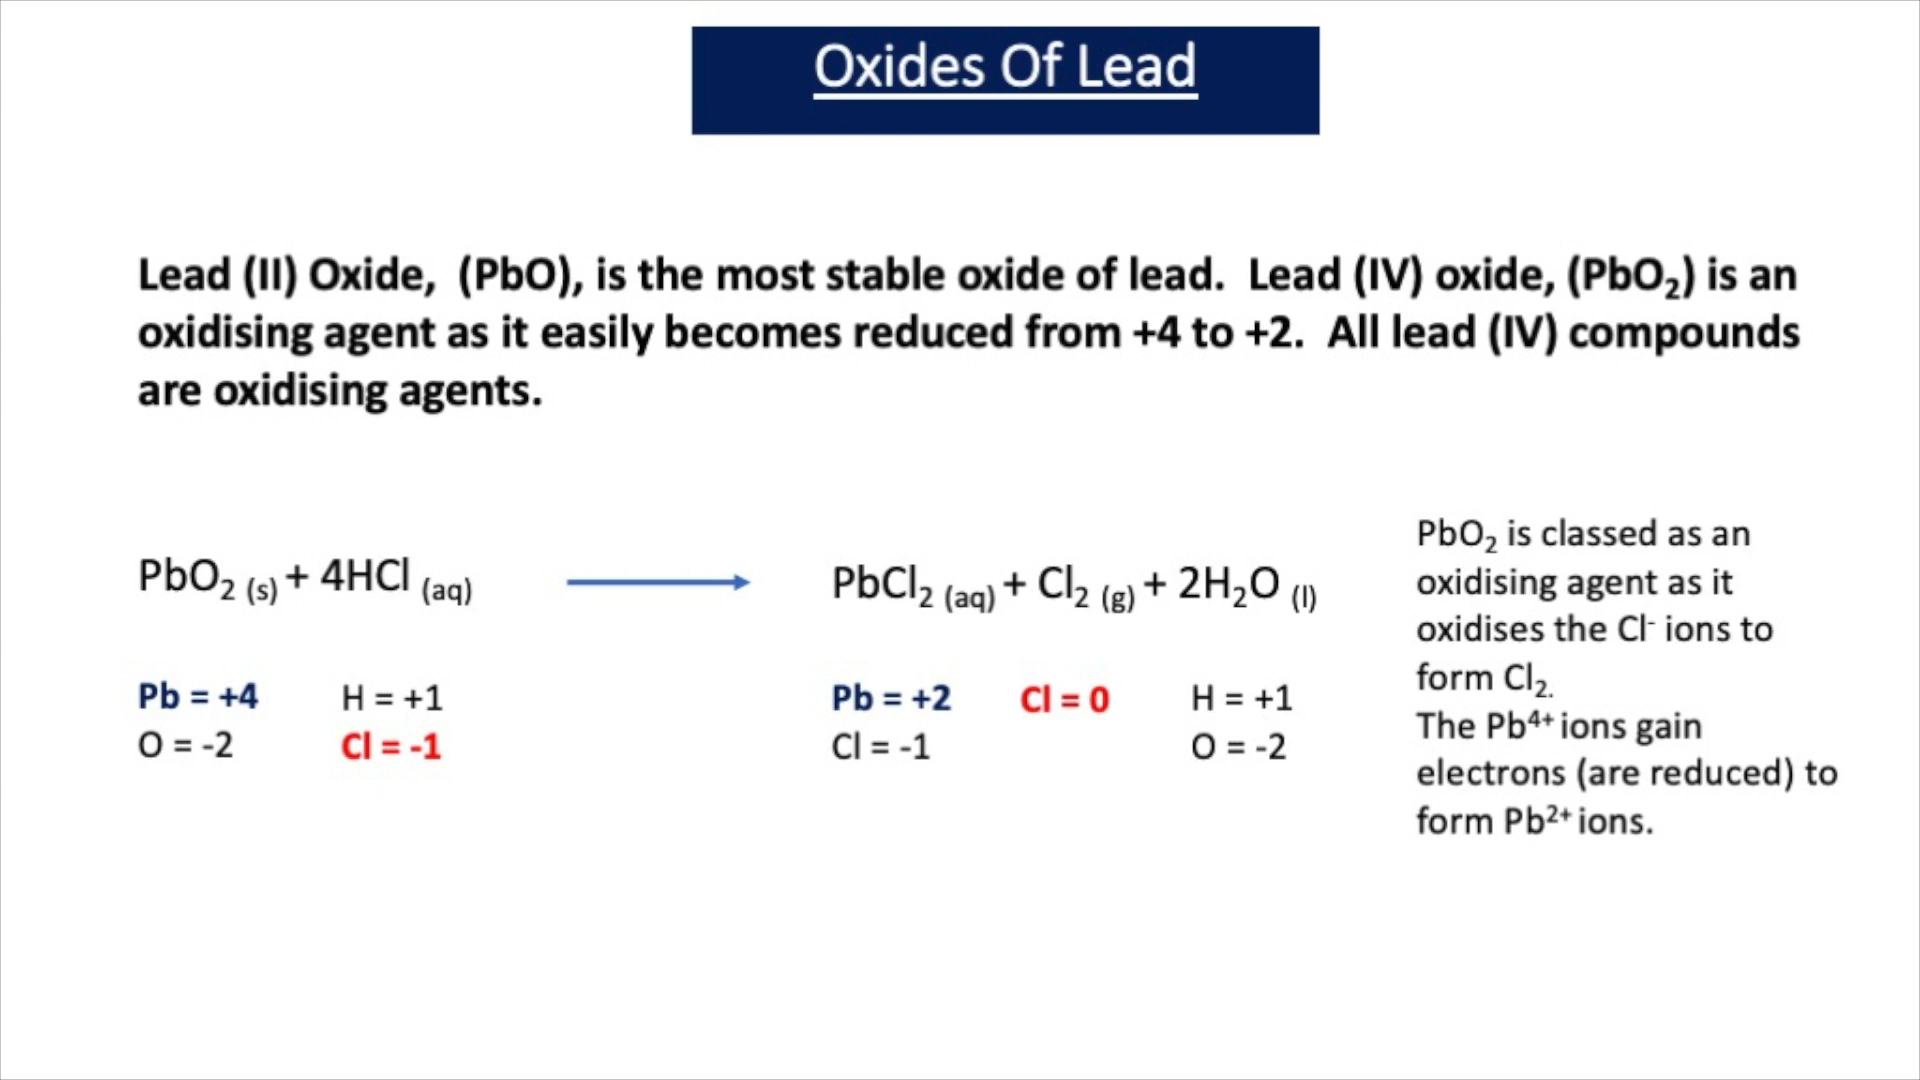 Oxides Of Lead
Lead (II) Oxide, (PbO), is the most stable oxide of lead. Lead (IV) oxide, (PbO₂) is an
oxidising agent as it easily becomes reduced from +4 to +2. All lead (IV) compounds
are oxidising agents.
PbO₂ (s) + 4HCl (aq)
PbCl₂ (aq) + Cl₂ (g) + 2H₂O (l)
Pb = +4 H = +1
O = -2 Cl = -1
Pb = +2 Cl = 0 H = +1
Cl = -1 O = -2
PbO₂ is classed as an
oxidising agent as it
oxidises the Cl⁻ ions to
form Cl₂.
The Pb⁴⁺ ions gain
electrons (are reduced) to
form Pb²⁺ ions.